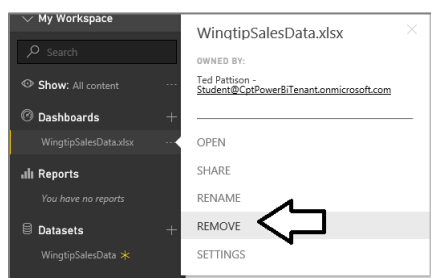 My Workspace
Search
Show: All content
Dashboards
WingtipSalesData.xlsx
Reports
You have no reports
Datasets
WingtipSalesData
WingtipSalesData.xlsx
OWNED BY:
Ted Pattison -
Student@CptPowerBiTenant.onmicrosoft.com
OPEN
SHARE
RENAME
REMOVE
SETTINGS